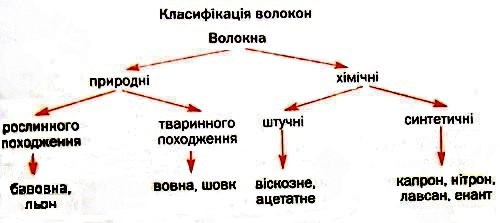 Класифікація волокон
Волокна
природні
хімічні
рослинного
походження
тваринного
походження
штучні
синтетичні
бавовна,
льон
вовна, шовк
віскозне,
ацетатне
капрон, нітрон,
лавсан, енант